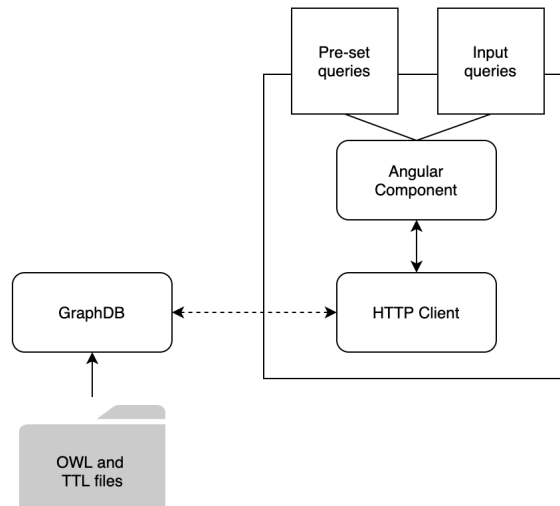 Pre-set
queries
Input
queries
Angular
Component
GraphDB
HTTP Client
OWL and
TTL files